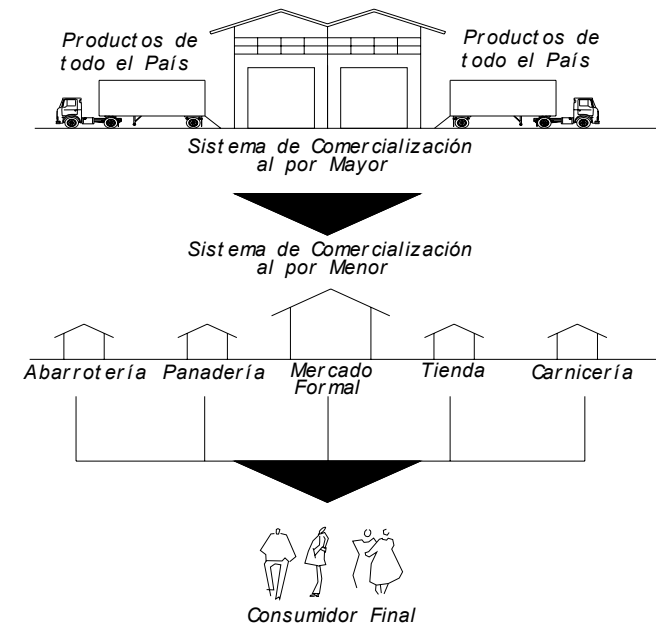 Productos de
todo el País
Productos de
todo el País
Sistema de Comercialización
al por Mayor
Sistema de Comercialización
al por Menor
Abarrotería
Panadería
Mercado
Formal
Tienda
Carnicería
Consumidor Final